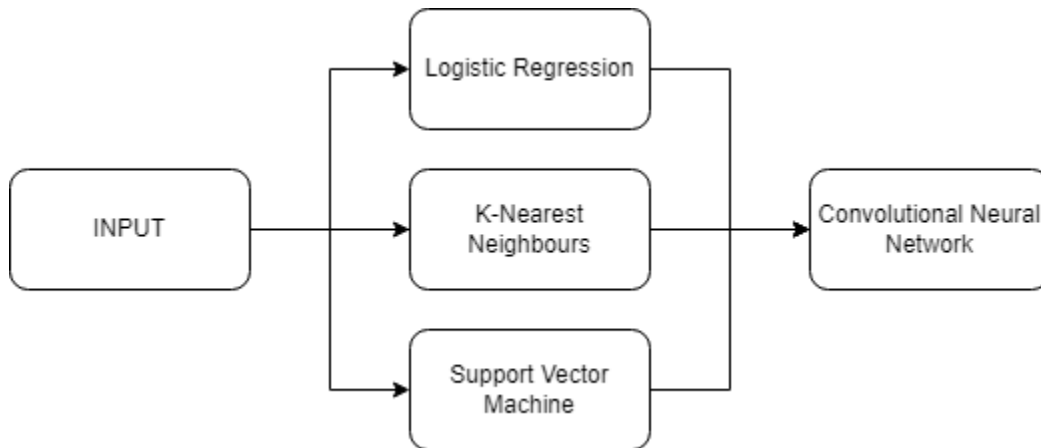 Logistic Regression
INPUT
K-Nearest
Neighbours
Convolutional Neural
Network
Support Vector
Machine